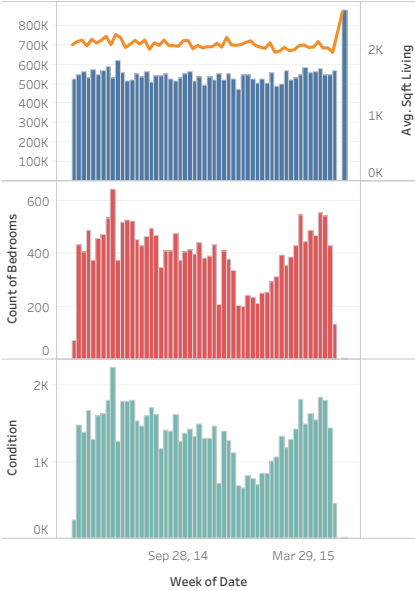 800K
700K
600K
500K
400K
300K
200K
100K
2K
1K
0K
Avg. Sqft Living
600
400
200
0
Count of Bedrooms
2K
1K
0K
Condition
Sep 28, 14
Mar 29, 15
Week of Date